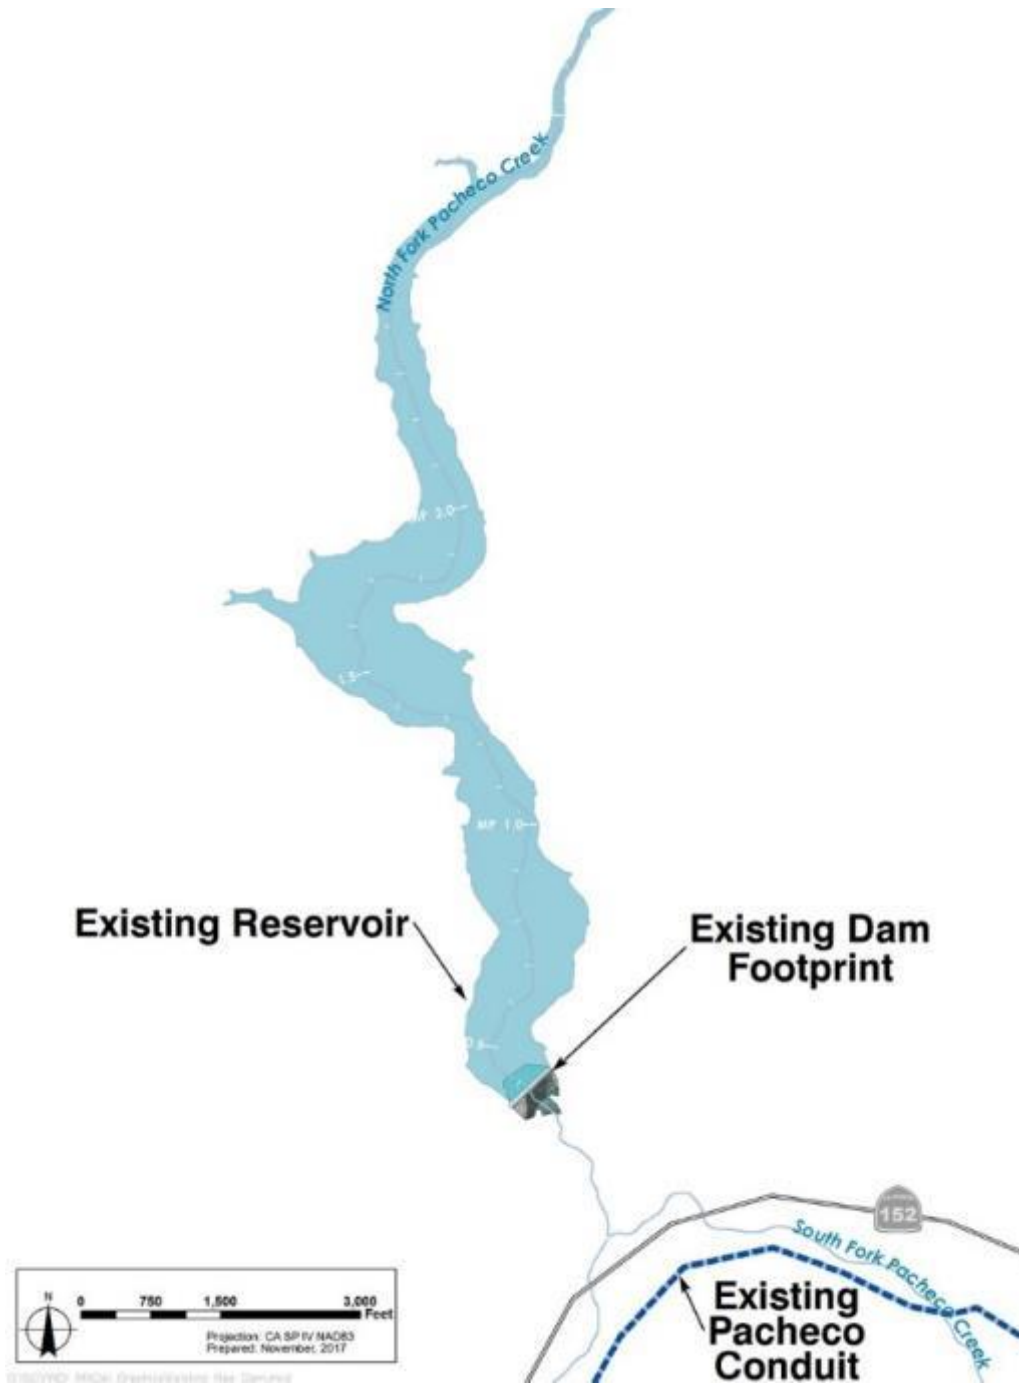 North Fork Pacheco Creek
MP 2.0
1.5
MP 1.0
Existing Reservoir
Existing Dam
Footprint
0.5
152
South Fork Pacheco Creek
Existing
Pacheco
Conduit
N
0 750 1,500 3,000
Feet
Projection: CA SP IV NAD83
Prepared: November, 2017